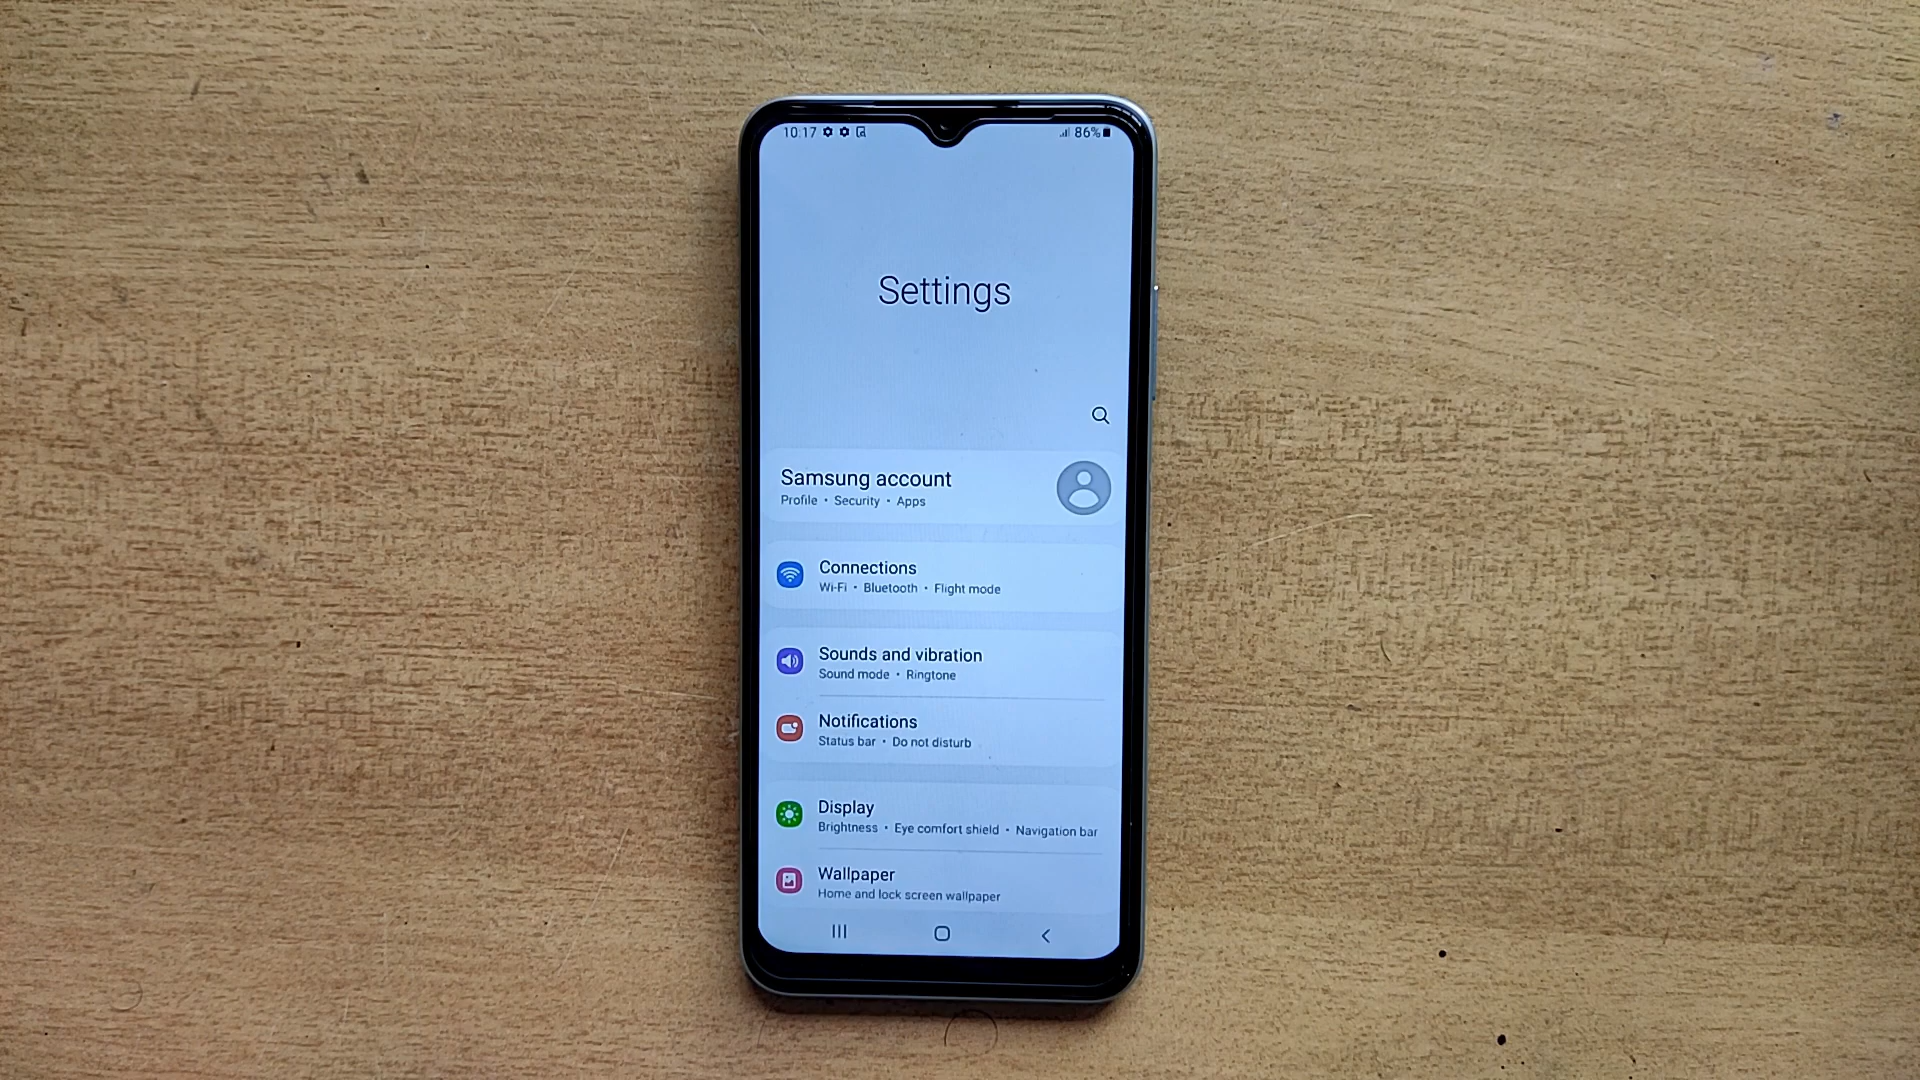 10:17 86%
Settings
Samsung account
Profile • Security • Apps
Connections
Wi-Fi • Bluetooth • Flight mode
Sounds and vibration
Sound mode • Ringtone
Notifications
Status bar • Do not disturb
Display
Brightness • Eye comfort shield • Navigation bar
Wallpaper
Home and lock screen wallpaper